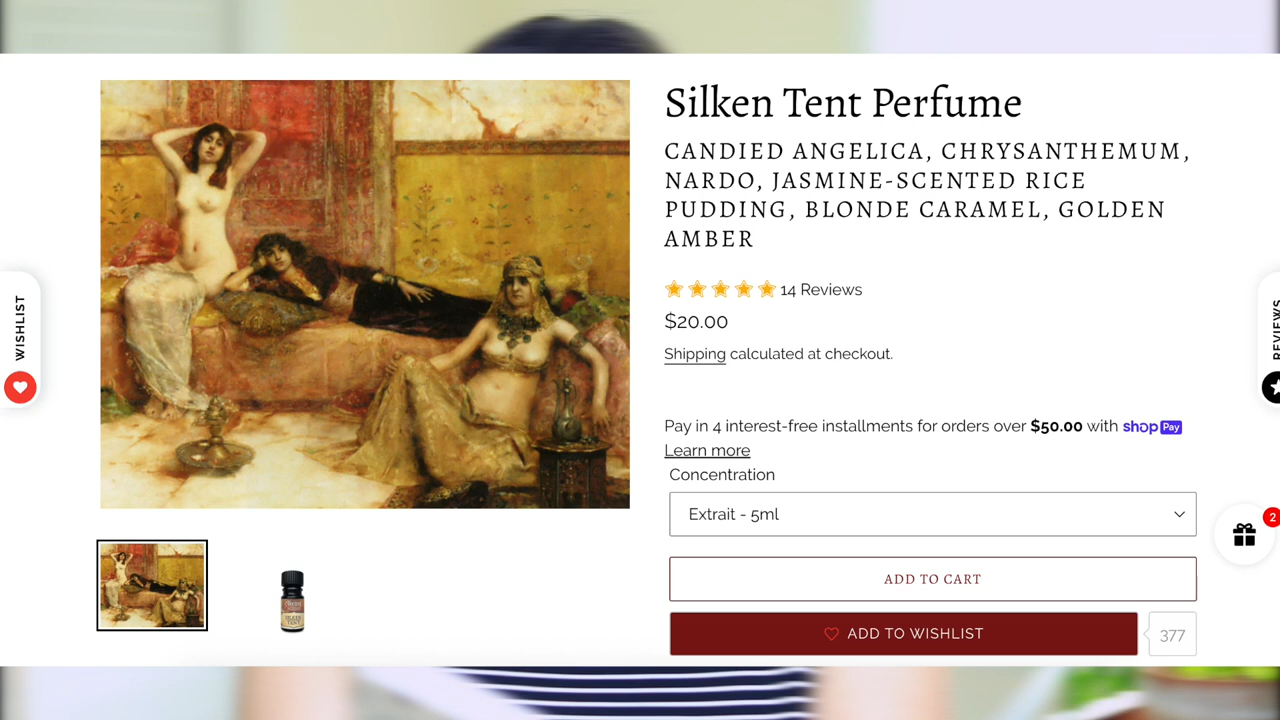 Silken Tent Perfume
CANDIED ANGELICA, CHRYSANTHEMUM,
NARDO, JASMINE-SCENTED RICE
PUDDING, BLONDE CARAMEL, GOLDEN
AMBER
14 Reviews
$20.00
Shipping calculated at checkout.
Pay in 4 interest-free installments for orders over $50.00 with shop Pay
Learn more
Concentration
Extrait - 5ml
ADD TO CART
ADD TO WISHLIST
377
WISHLIST
REVIEWS
2
SILKEN
TENT